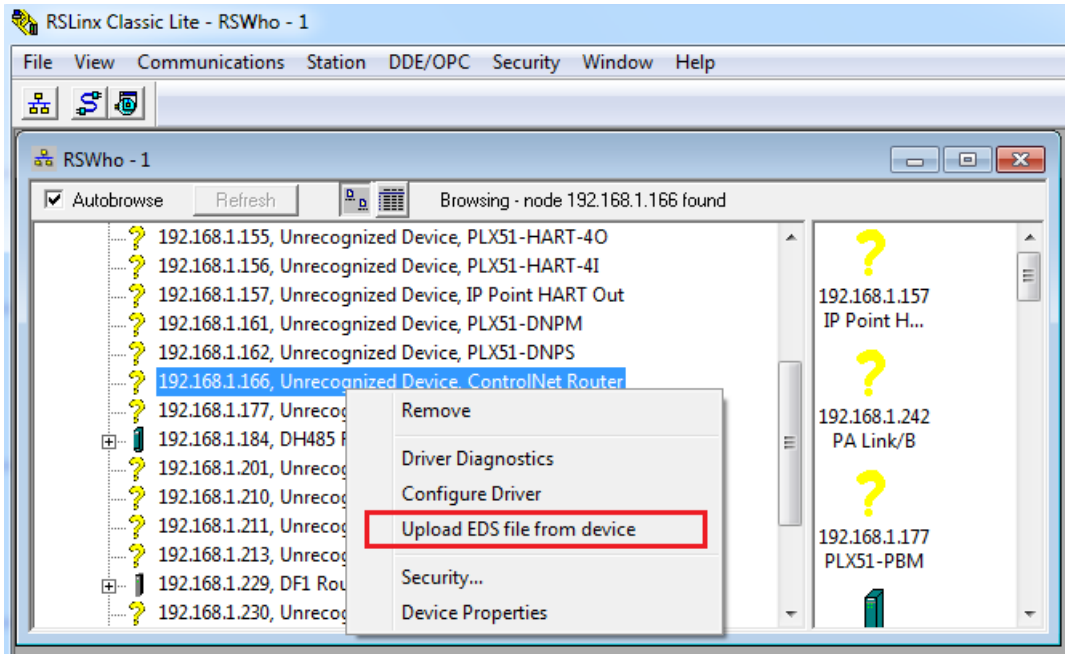 RSLinx Classic Lite - RSWho - 1
File View Communications Station DDE/OPC Security Window Help
RSWho - 1
Autobrowse Refresh Browsing - node 192.168.1.166 found
192.168.1.155, Unrecognized Device, PLX51-HART-4O
192.168.1.156, Unrecognized Device, PLX51-HART-4I
192.168.1.157, Unrecognized Device, IP Point HART Out
192.168.1.161, Unrecognized Device, PLX51-DNPM
192.168.1.162, Unrecognized Device, PLX51-DNPS
192.168.1.166, Unrecognized Device, ControlNet Router
192.168.1.177, Unrecog
192.168.1.184, DH485 R
192.168.1.201, Unrecog
192.168.1.210, Unrecog
192.168.1.211, Unrecog
192.168.1.213, Unrecog
192.168.1.229, DF1 Rou
192.168.1.230, Unrecog
Remove
Driver Diagnostics
Configure Driver
Upload EDS file from device
Security...
Device Properties
192.168.1.157
IP Point H...
192.168.1.242
PA Link/B
192.168.1.177
PLX51-PBM